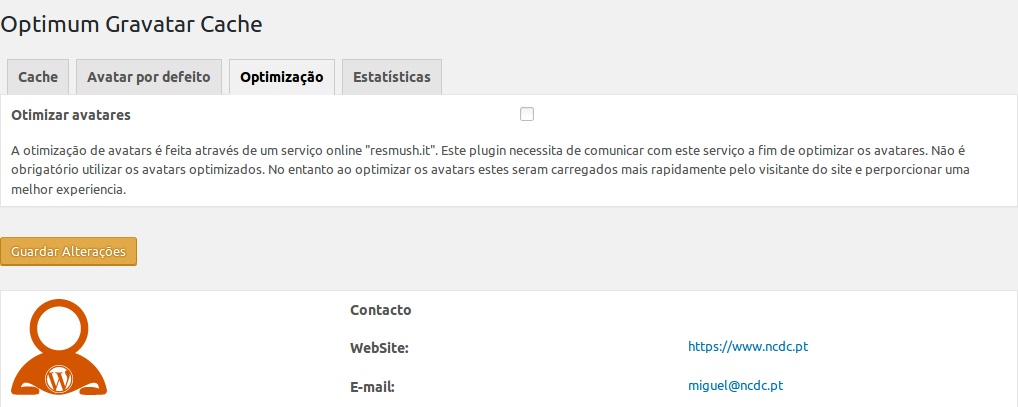 Optimum Gravatar Cache
Cache Avatar por defeito Optimização Estatísticas
Otimizar avatares
A otimização de avatars é feita através de um serviço online "resmush.it". Este plugin necessita de comunicar com este serviço a fim de optimizar os avatares. Não é
obrigatório utilizar os avatars optimizados. No entanto ao optimizar os avatars estes seram carregados mais rapidamente pelo visitante do site e perporcionar uma
melhor experiencia.
Guardar Alterações
Contacto
WebSite: https://www.ncdc.pt
E-mail: miguel@ncdc.pt